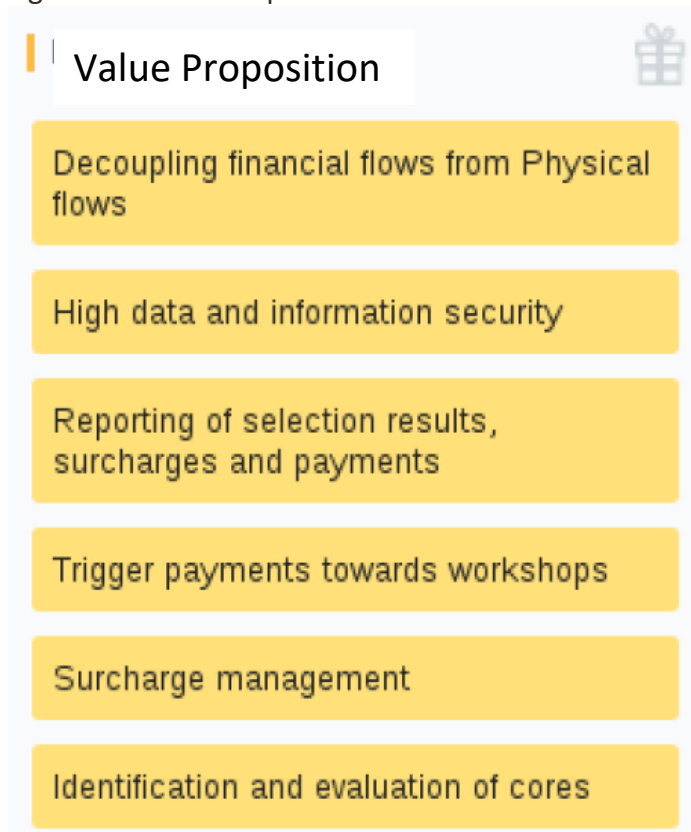 Value Proposition
Decoupling financial flows from Physical
flows
High data and information security
Reporting of selection results,
surcharges and payments
Trigger payments towards workshops
Surcharge management
Identification and evaluation of cores